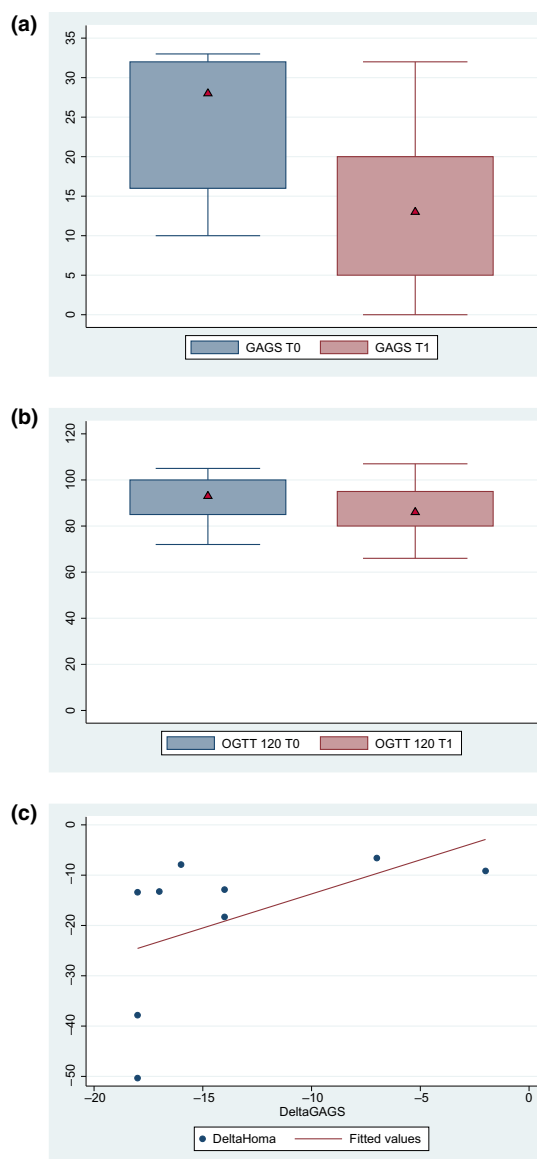 (a)
35
30
25
20
15
10
5
0
GAGS T0 GAGS T1
(b)
120
100
80
60
40
20
0
OGTT 120 T0 OGTT 120 T1
(c)
0
–10
–20
–30
–40
–50
–20 –15 –10 –5 0
DeltaGAGS
DeltaHoma Fitted values